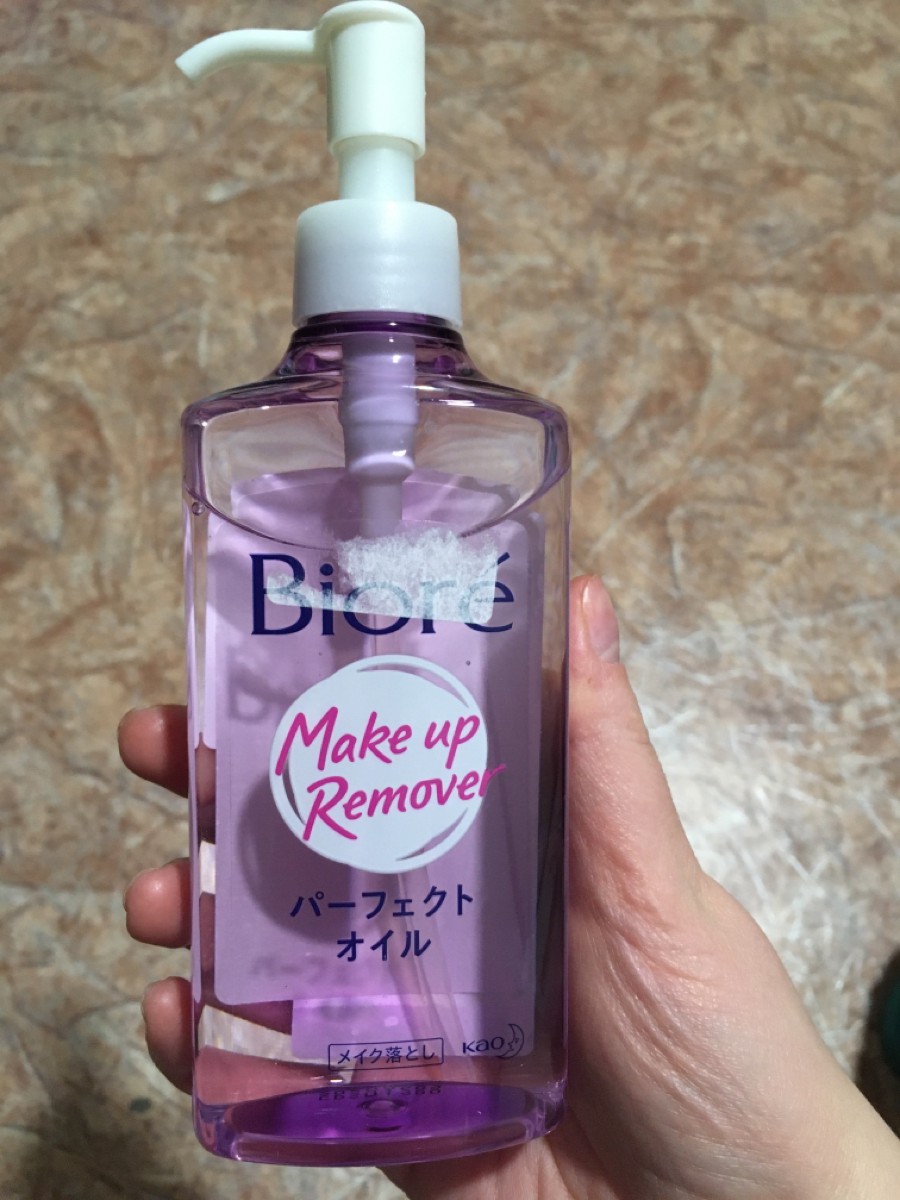 Bioré
Make up
Remover
パーフェクト
オイル
メイク落とし
Kao